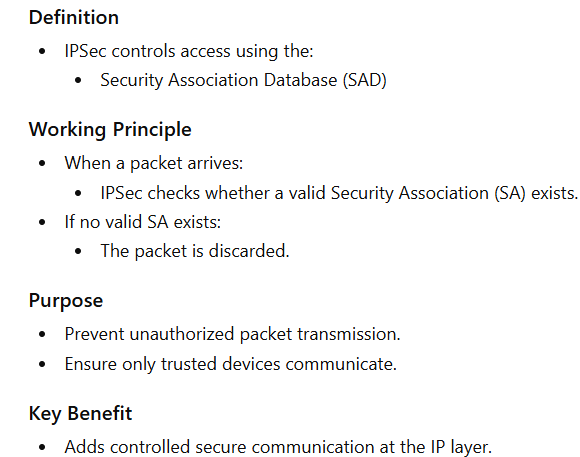 Definition
• IPSec controls access using the:
• Security Association Database (SAD)
Working Principle
• When a packet arrives:
• IPSec checks whether a valid Security Association (SA) exists.
• If no valid SA exists:
• The packet is discarded.
Purpose
• Prevent unauthorized packet transmission.
• Ensure only trusted devices communicate.
Key Benefit
• Adds controlled secure communication at the IP layer.